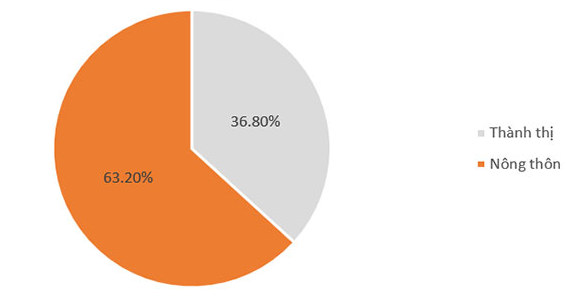 36.80%
63.20%
Thành thị
Nông thôn